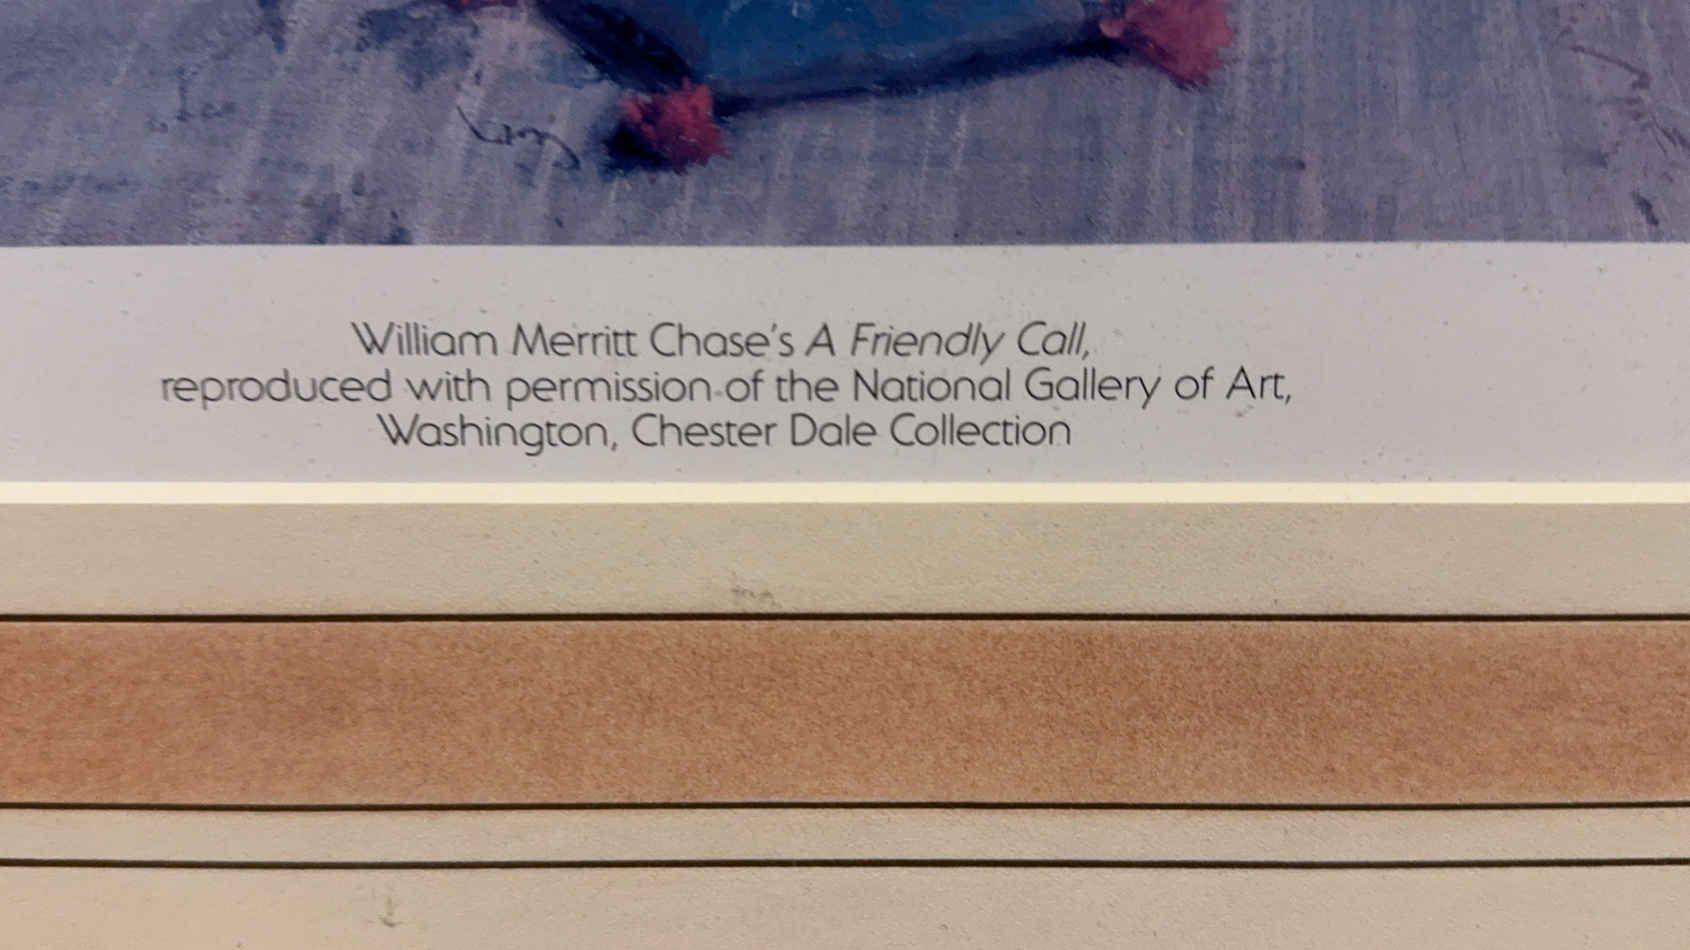 William Merritt Chase's A Friendly Call,
reproduced with permission of the National Gallery of Art,
Washington, Chester Dale Collection